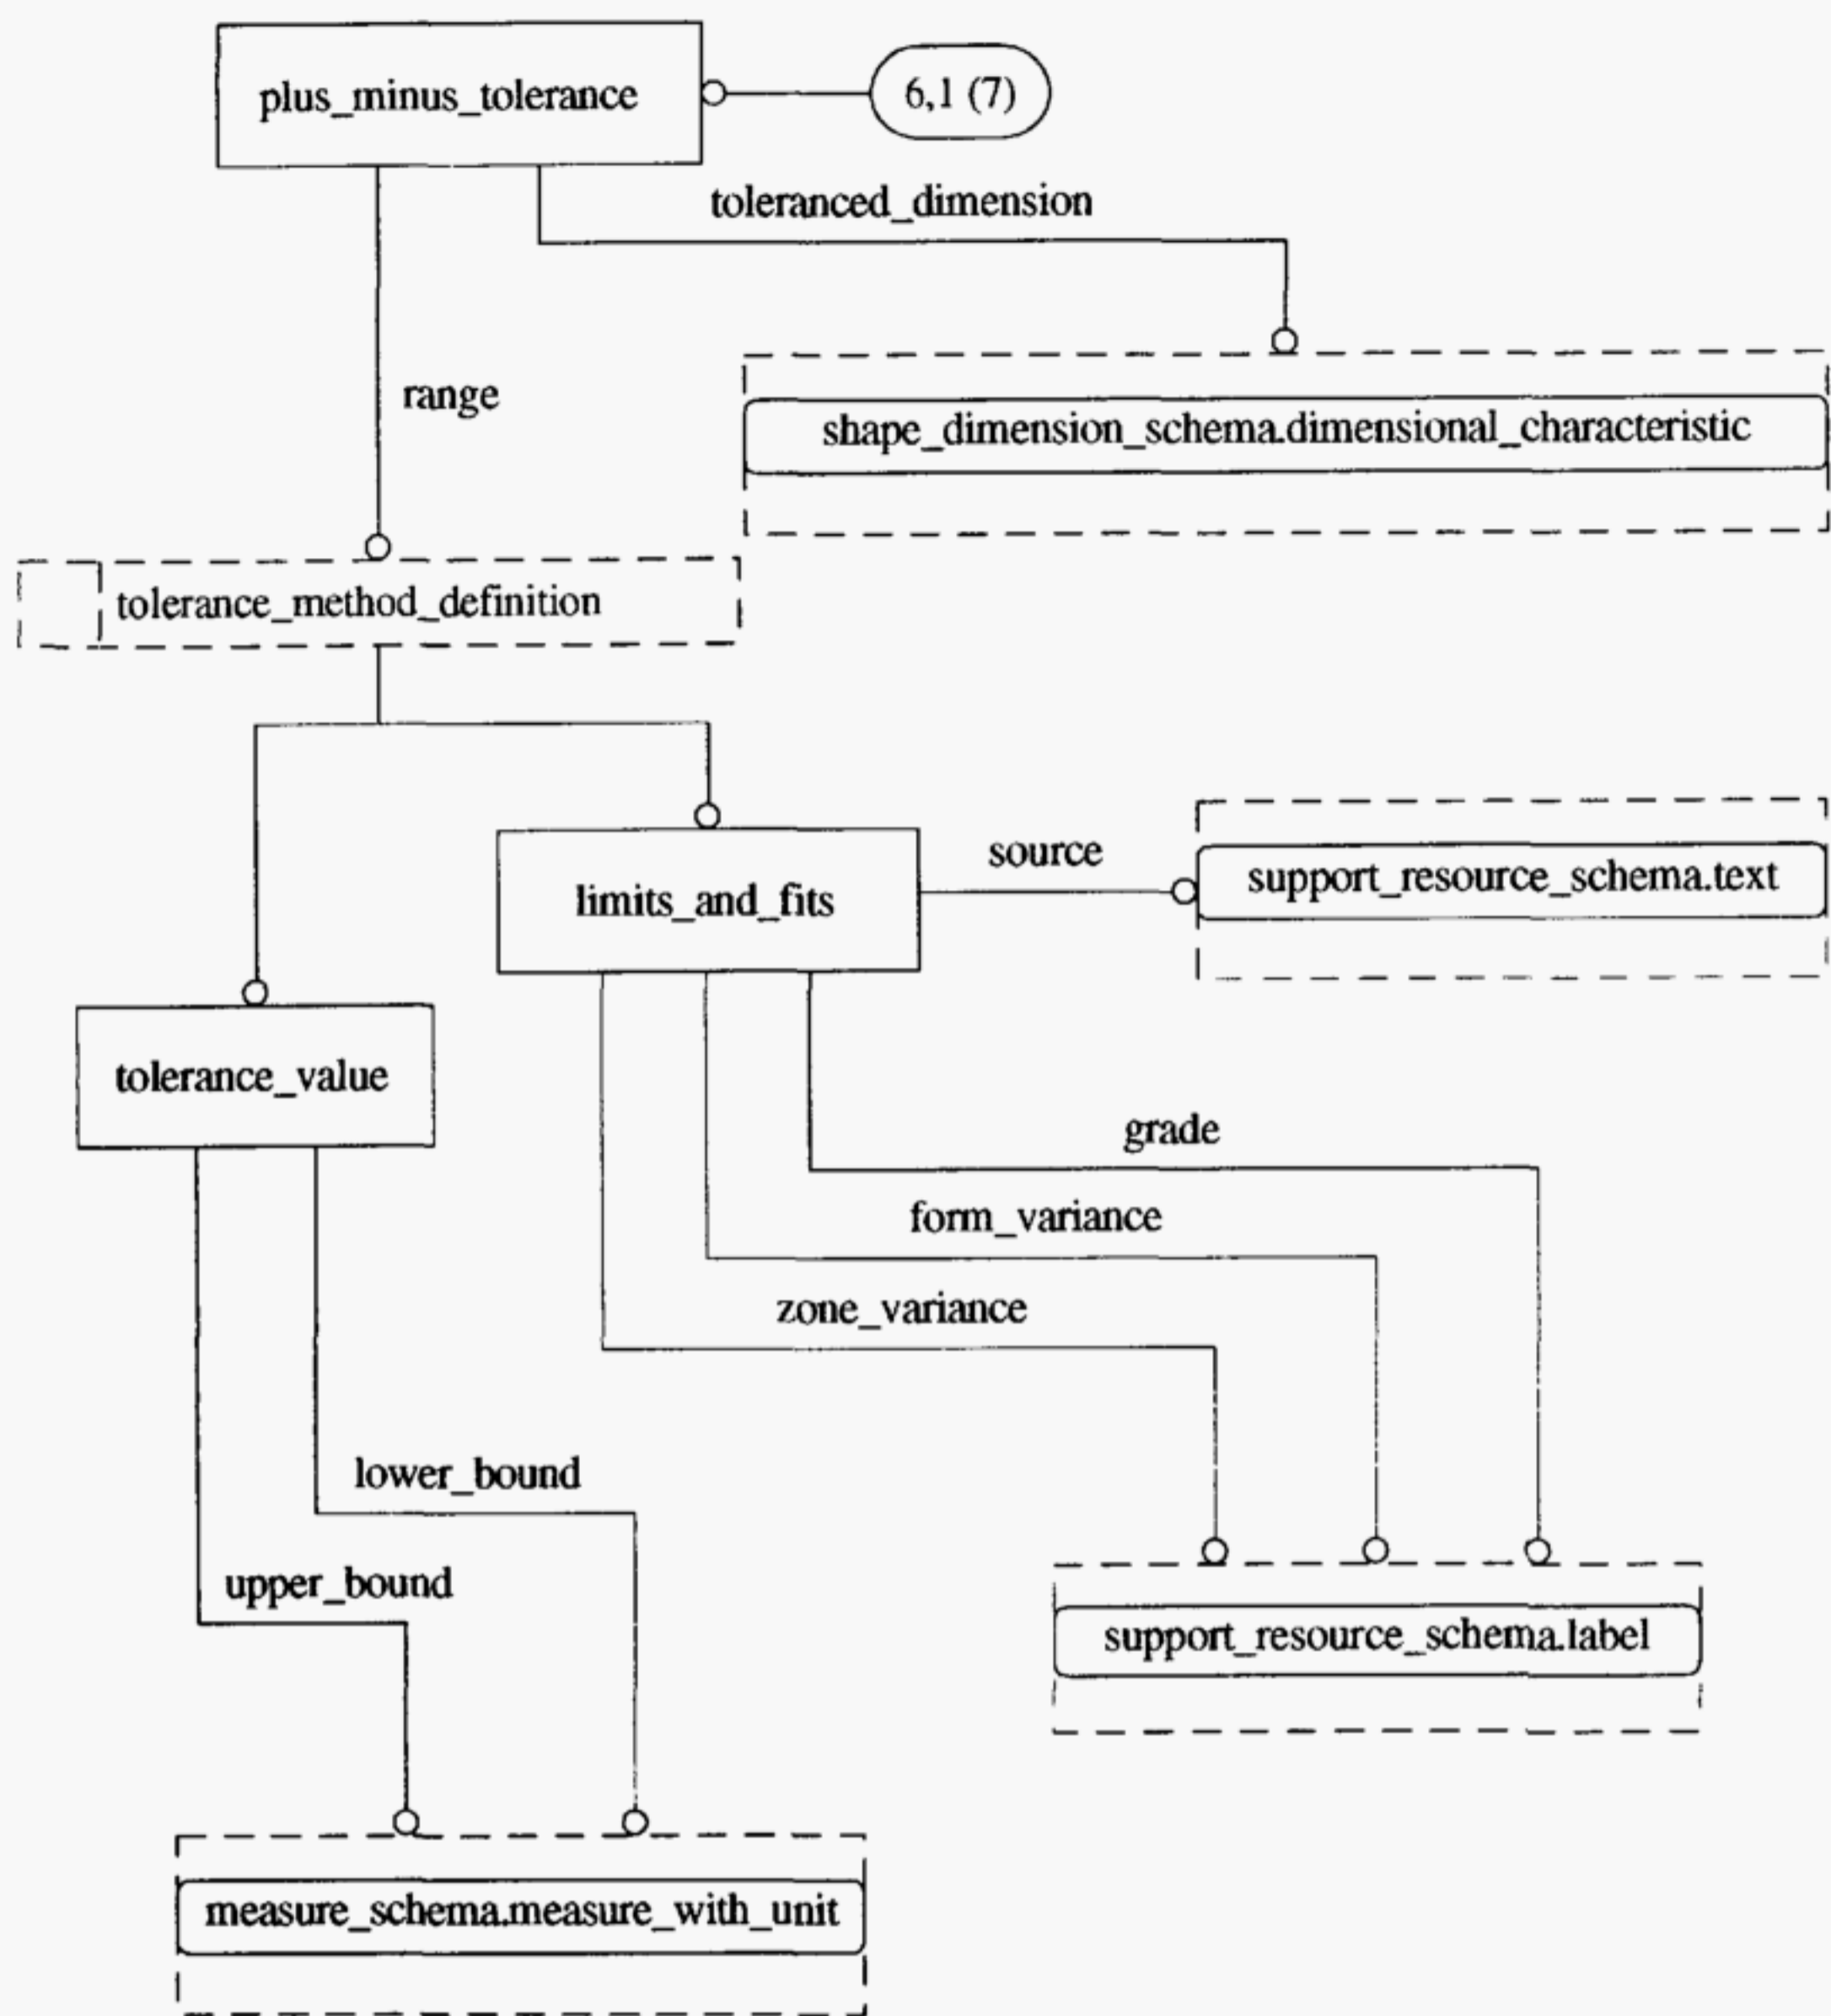 plus_minus_tolerance
6,1 (7)
toleranced_dimension
range
shape_dimension_schema.dimensional_characteristic
tolerance_method_definition
source
support_resource_schema.text
limits_and_fits
tolerance_value
grade
form_variance
zone_variance
lower_bound
upper_bound
support_resource_schema.label
measure_schema.measure_with_unit